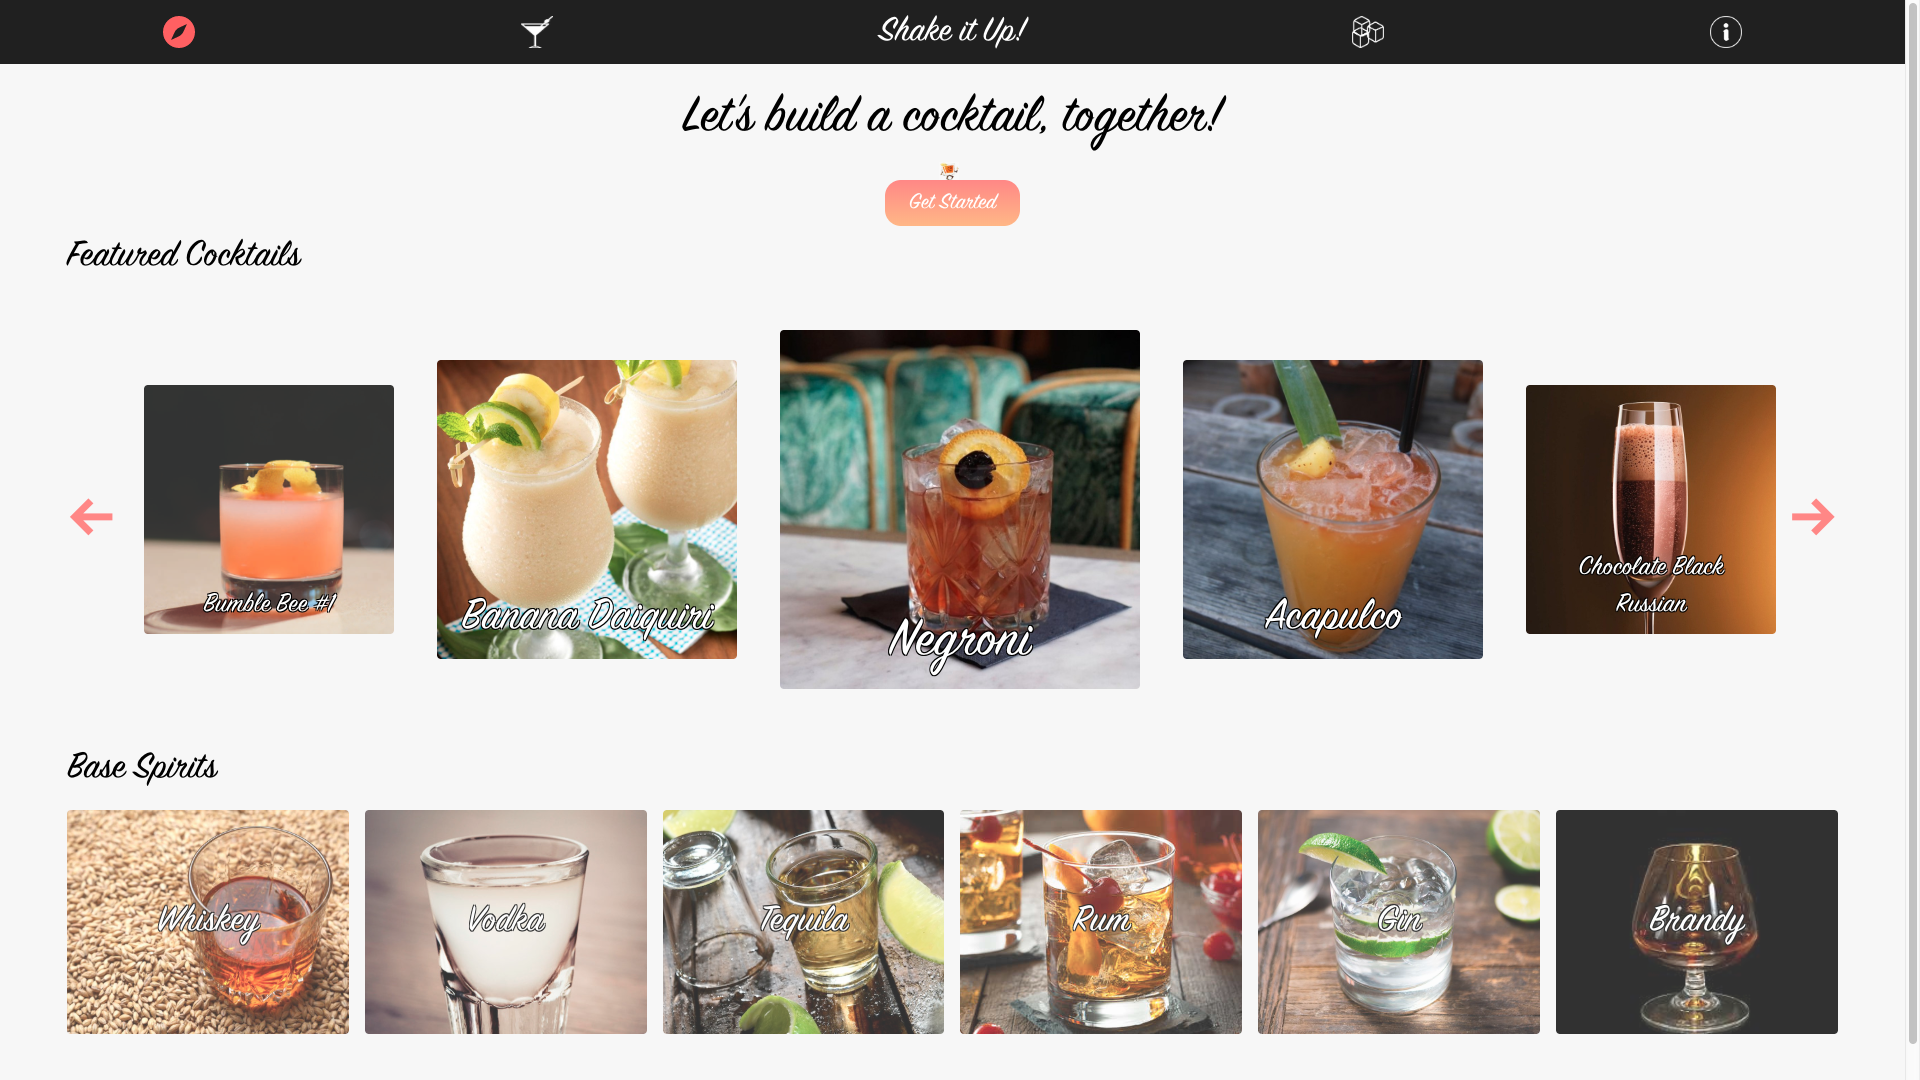 Shake it Up!
Let's build a cocktail, together!
Get Started
Featured Cocktails
Bumble Bee #1
Banana Daiquiri
Negroni
Acapulco
Chocolate Black
Russian
Base Spirits
Whiskey
Vodka
Tequila
Rum
Gin
Brandy